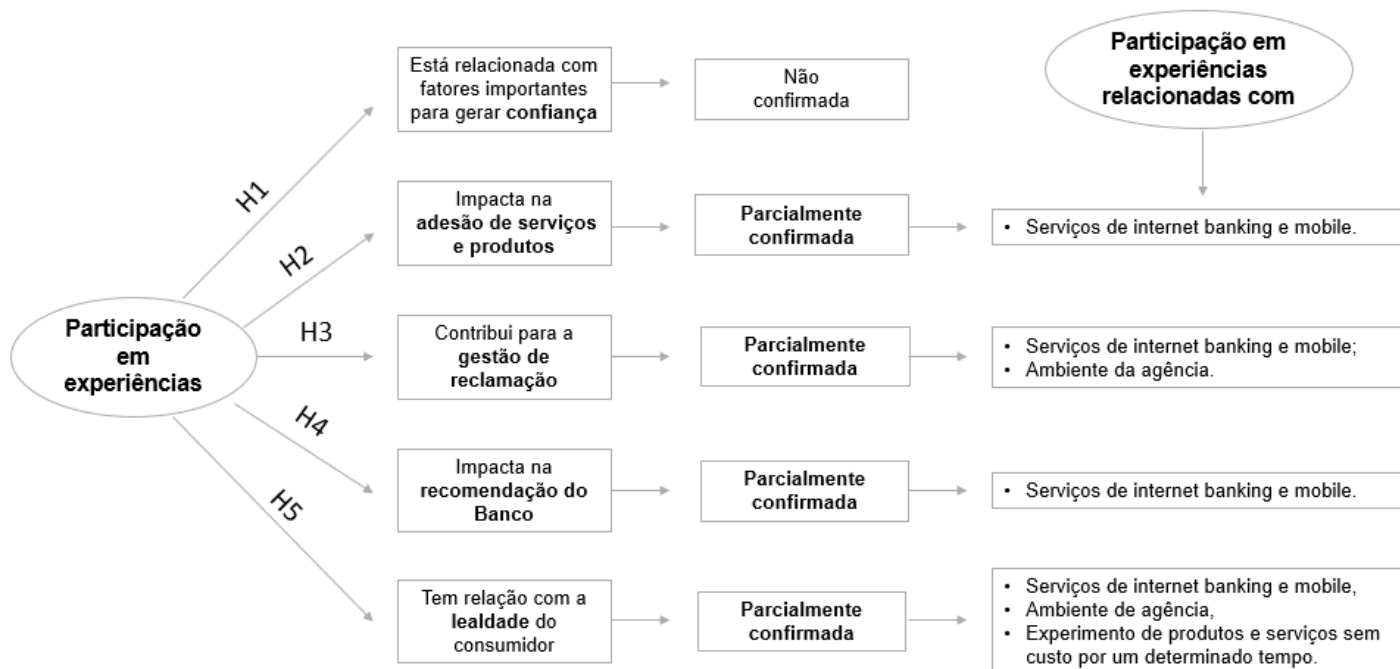 Participação
em
experiências
H1
Está relacionada com
fatores importantes
para gerar confiança
Não
confirmada
Participação em
experiências
relacionadas com
H2
Impacta na
adesão de serviços
e produtos
Parcialmente
confirmada
• Serviços de internet banking e mobile.
H3
Contribui para a
gestão de
reclamação
Parcialmente
confirmada
• Serviços de internet banking e mobile;
• Ambiente da agência.
H4
Impacta na
recomendação do
Banco
Parcialmente
confirmada
• Serviços de internet banking e mobile.
H5
Tem relação com a
lealdade do
consumidor
Parcialmente
confirmada
• Serviços de internet banking e mobile,
• Ambiente de agência,
• Experimento de produtos e serviços sem
custo por um determinado tempo.